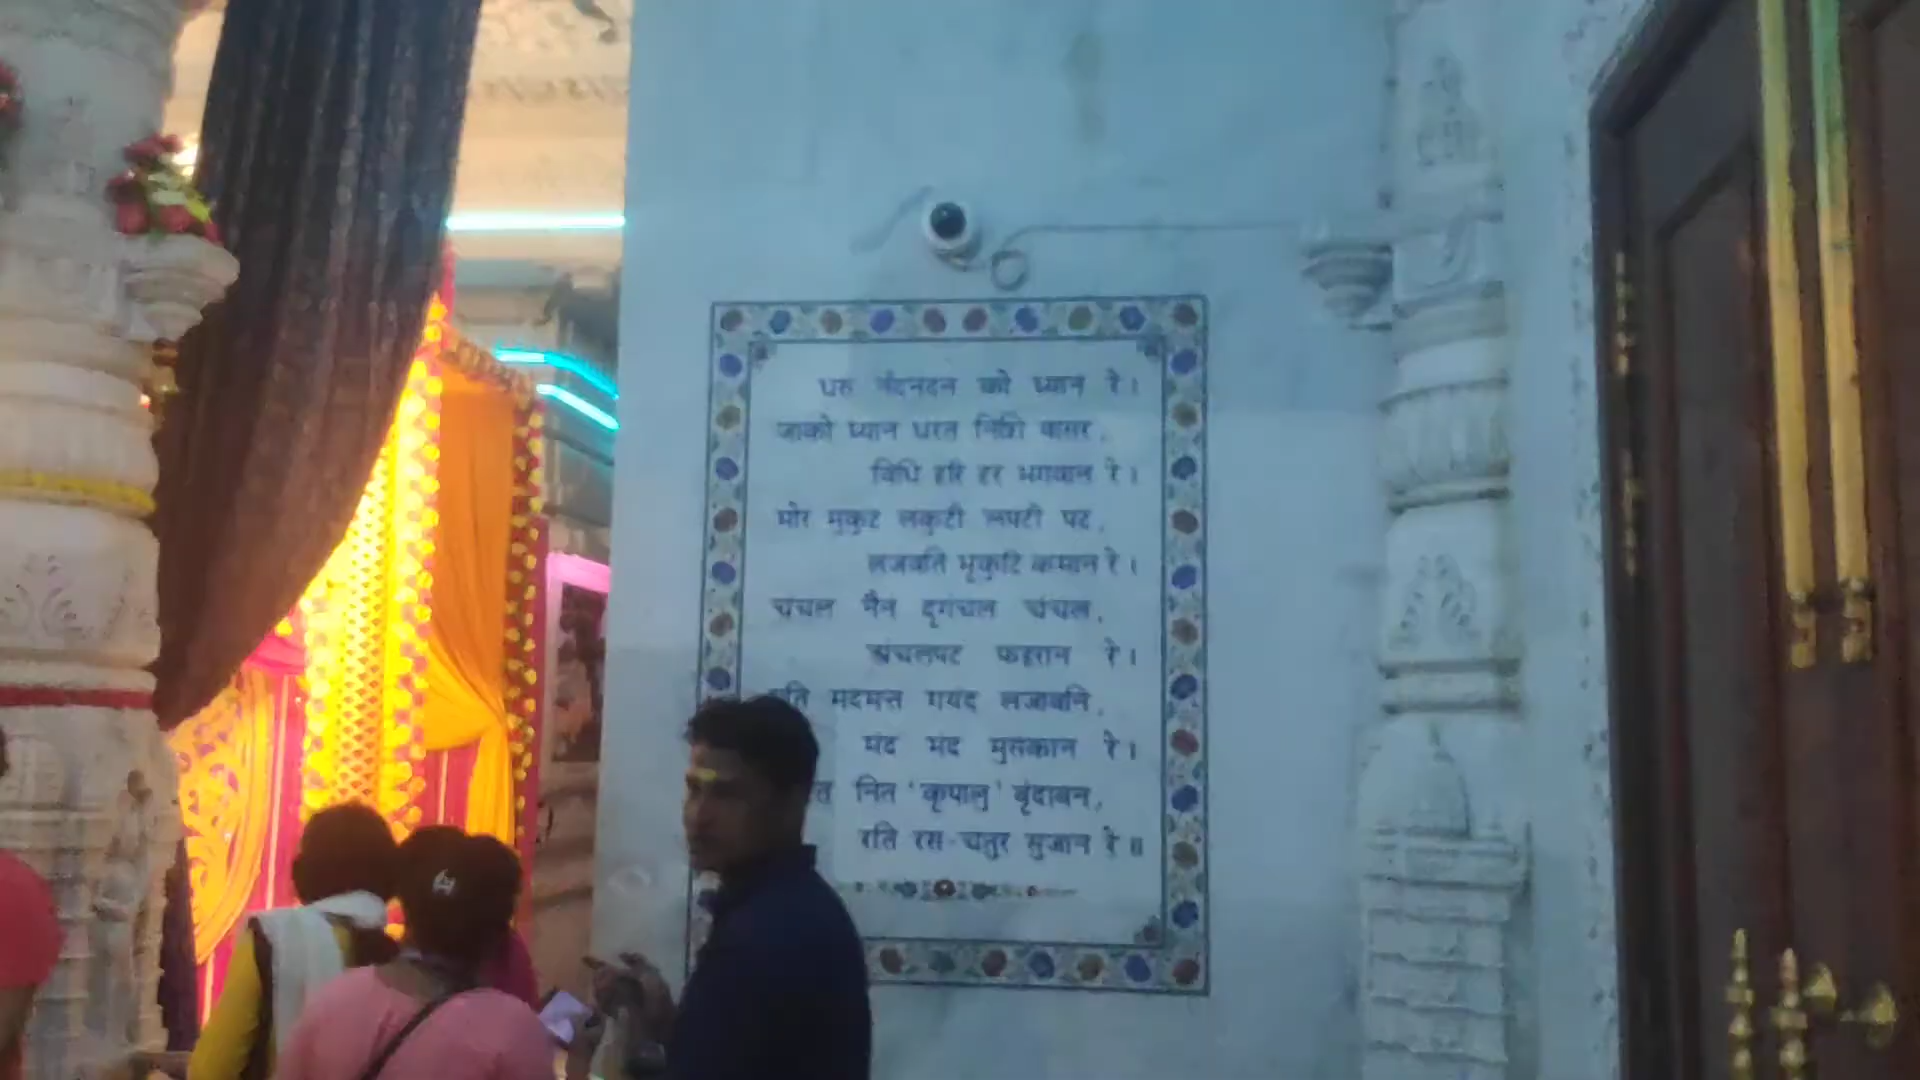 धरु नंदनंदन को ध्यान रे।
जाको ध्यान धरत निशि वासर,
विधि हरि हर भगवान रे।
मोर मुकुट लकुटी लपटी पट,
लजवति भृकुटि कमान रे।
चंचल नैन दृगंचल चंचल,
अंचलपट फहरान रे।
मदमत्त गयंद लजावनि,
मंद मंद मुसकान रे।
नित 'कृपालु' वृंदावन,
रति रस-चतुर सुजान रे॥